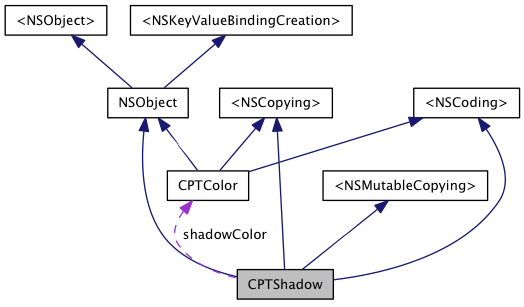 <NSObject>
<NSKeyValueBindingCreation>
NSObject
<NSCopying>
<NSCoding>
CPTColor
<NSMutableCopying>
shadowColor
CPTShadow